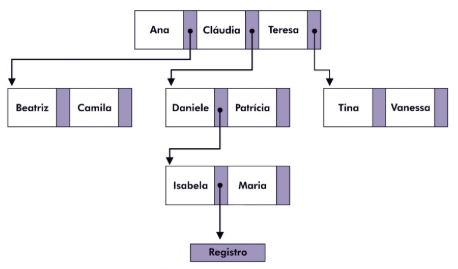 Ana Cláudia Teresa
Beatriz Camila Daniele Patrícia Tina Vanessa
Isabela Maria
Registro